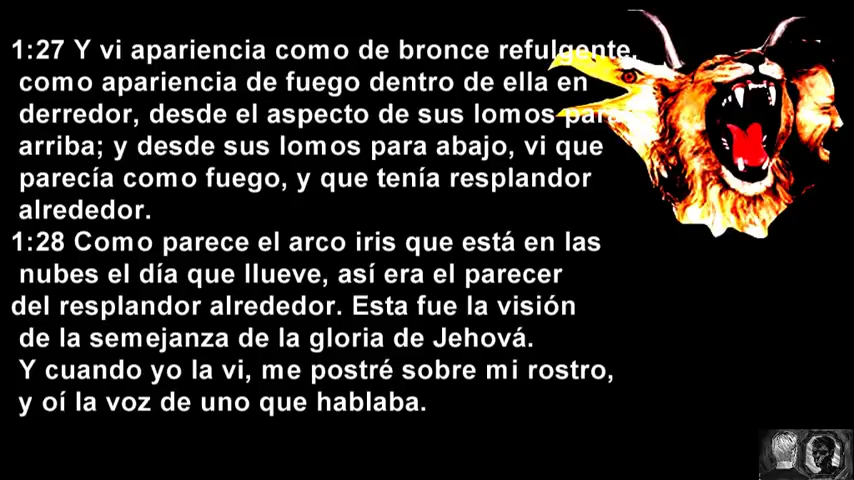 1:27 Y vi apariencia como de bronce refulgente,
como apariencia de fuego dentro de ella en
derredor, desde el aspecto de sus lomos para
arriba; y desde sus lomos para abajo, vi que
parecía como fuego, y que tenía resplandor
alrededor.
1:28 Como parece el arco iris que está en las
nubes el día que llueve, así era el parecer
del resplandor alrededor. Esta fue la visión
de la semejanza de la gloria de Jehová.
Y cuando yo la vi, me postré sobre mi rostro,
y oí la voz de uno que hablaba.